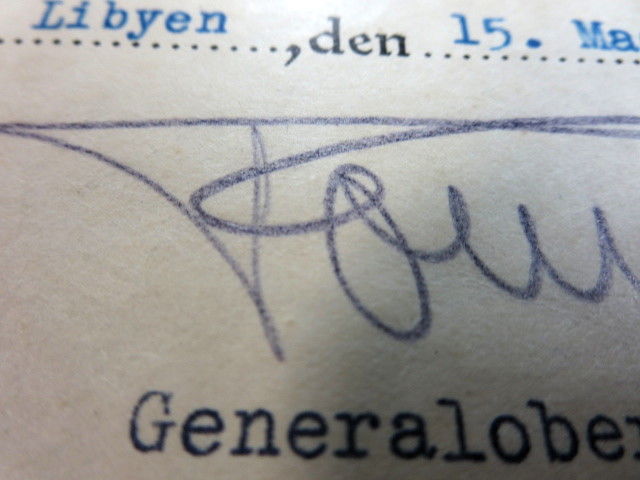 Libyen, den 15. Ma
Generalober